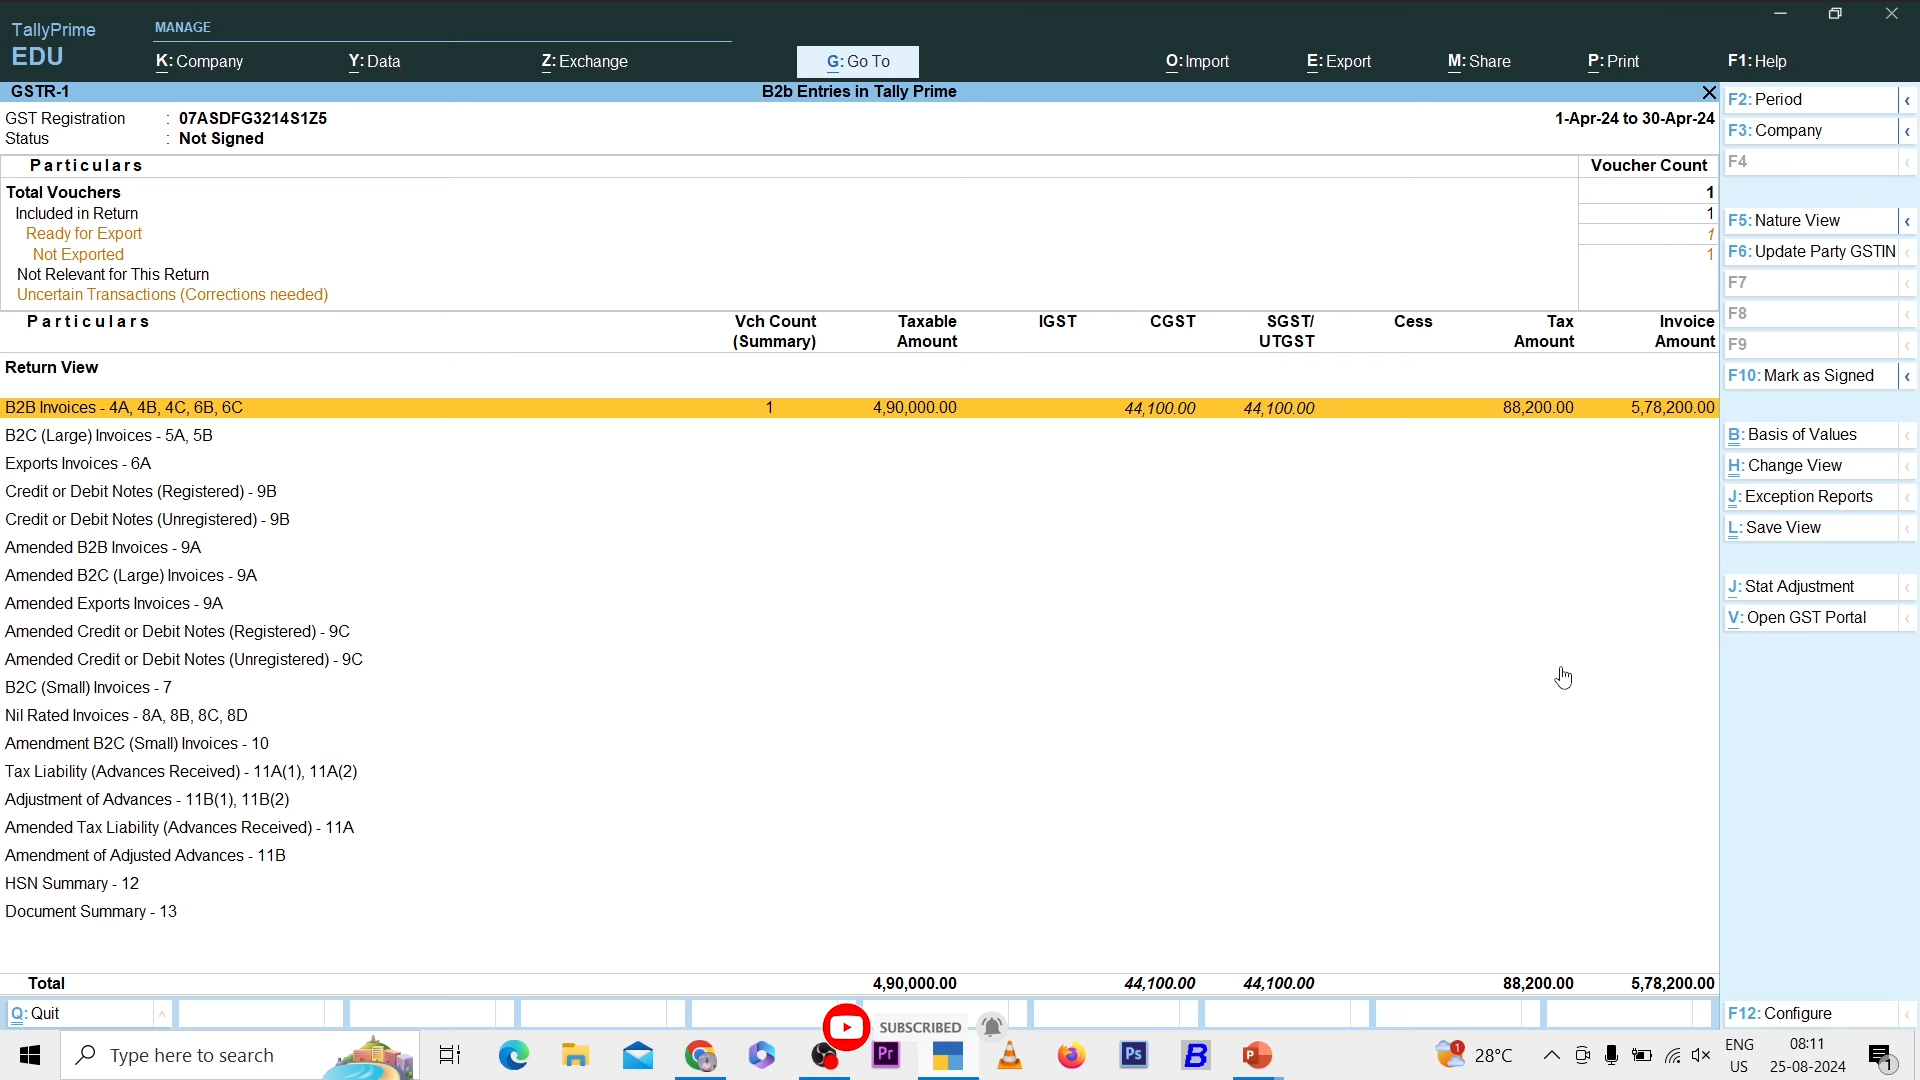 TallyPrime
EDU
MANAGE
K: Company
Y: Data
Z: Exchange
G: Go To
O: Import
E: Export
M: Share
P: Print
F1: Help
GSTR-1
B2b Entries in Tally Prime
GST Registration : 07ASDFG3214S1Z5
1-Apr-24 to 30-Apr-24
Status : Not Signed
Particulars Voucher Count
Total Vouchers 1
Included in Return 1
Ready for Export 1
Not Exported 1
Not Relevant for This Return
Uncertain Transactions (Corrections needed)
Particulars Vch Count Taxable IGST CGST SGST/ Cess Tax Invoice
(Summary) Amount UTGST Amount Amount
Return View
B2B Invoices - 4A, 4B, 4C, 6B, 6C 1 4,90,000.00 44,100.00 44,100.00 88,200.00 5,78,200.00
B2C (Large) Invoices - 5A, 5B
Exports Invoices - 6A
Credit or Debit Notes (Registered) - 9B
Credit or Debit Notes (Unregistered) - 9B
Amended B2B Invoices - 9A
Amended B2C (Large) Invoices - 9A
Amended Exports Invoices - 9A
Amended Credit or Debit Notes (Registered) - 9C
Amended Credit or Debit Notes (Unregistered) - 9C
B2C (Small) Invoices - 7
Nil Rated Invoices - 8A, 8B, 8C, 8D
Amendment B2C (Small) Invoices - 10
Tax Liability (Advances Received) - 11A(1), 11A(2)
Adjustment of Advances - 11B(1), 11B(2)
Amended Tax Liability (Advances Received) - 11A
Amendment of Adjusted Advances - 11B
HSN Summary - 12
Document Summary - 13
Total 4,90,000.00 44,100.00 44,100.00 88,200.00 5,78,200.00
F2: Period
F3: Company
F4
F5: Nature View
F6: Update Party GSTIN
F7
F8
F9
F10: Mark as Signed
B: Basis of Values
H: Change View
J: Exception Reports
L: Save View
J: Stat Adjustment
V: Open GST Portal
F12: Configure
Q: Quit
SUBSCRIBED
Type here to search
Pr
Ps
B
P
1
28°C
ENG
US
08:11
25-08-2024
1